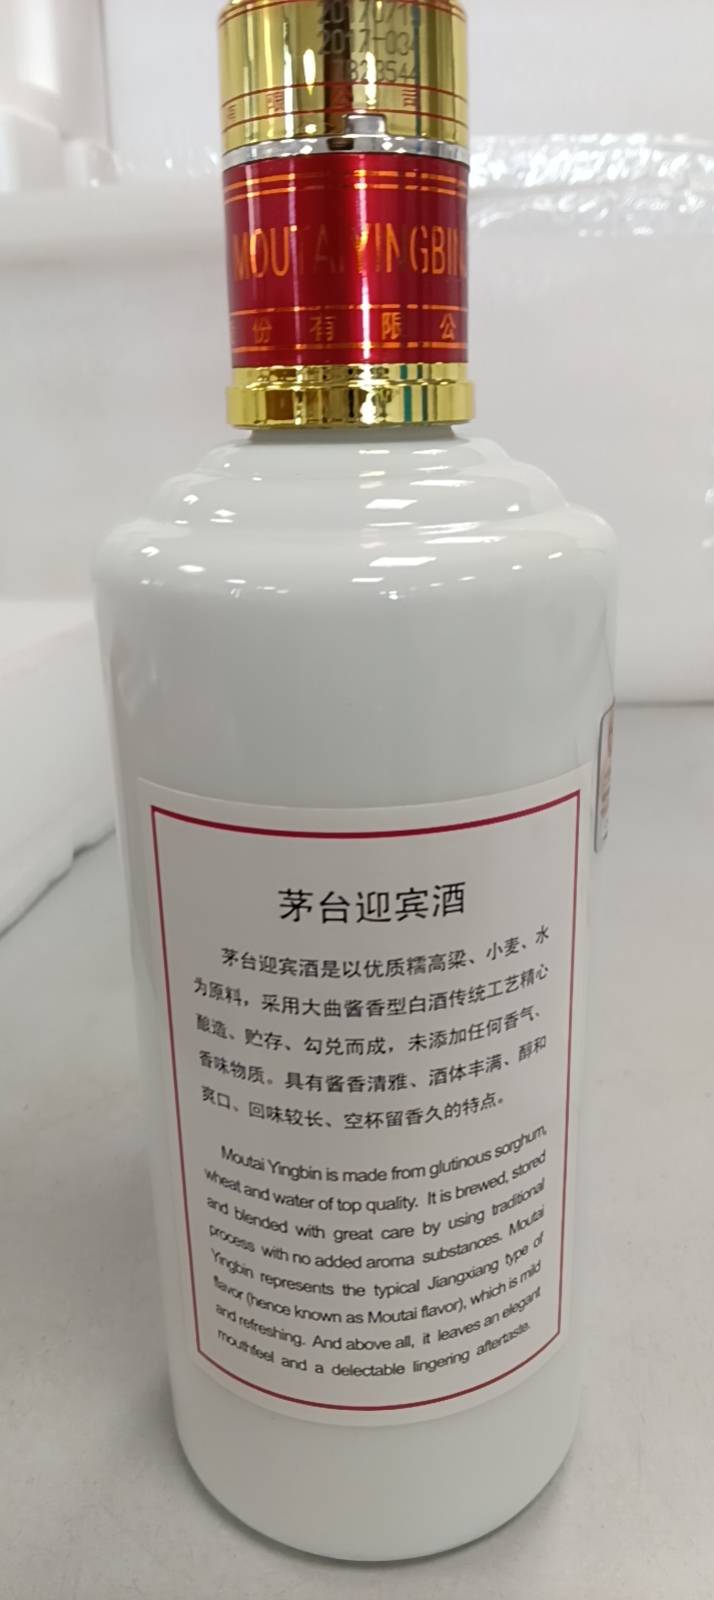 2017-034
有限公司
MOUTAI YINGBIN
份有限公
茅台迎宾酒
茅台迎宾酒是以优质糯高粱、小麦、水
为原料，采用大曲酱香型白酒传统工艺精心
酿造、贮存、勾兑而成，未添加任何香气、
香味物质。具有酱香清雅、酒体丰满、醇和
爽口、回味较长、空杯留香久的特点。
Moutai Yingbin is made from glutinous sorghum,
wheat and water of top quality. It is brewed, stored
and blended with great care by using traditional
process with no added aroma substances. Moutai
Yingbin represents the typical Jiangxiang type of
flavor (hence known as Moutai flavor), which is mild
and refreshing. And above all, it leaves an elegant
mouthfeel and a delectable lingering aftertaste.